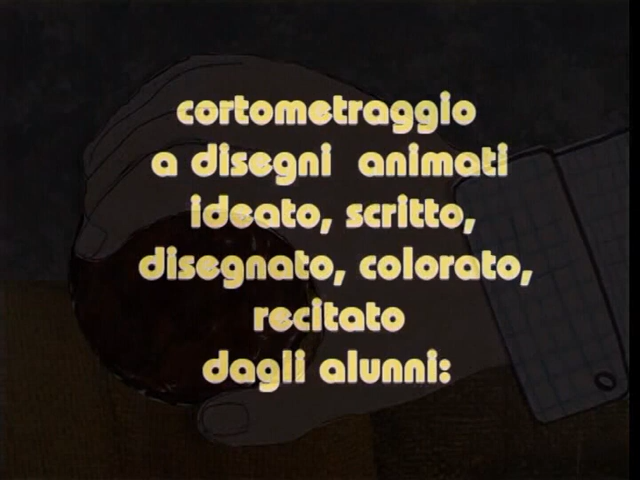 cortometraggio
a disegni animati
ideato, scritto,
disegnato, colorato,
recitato
dagli alunni: